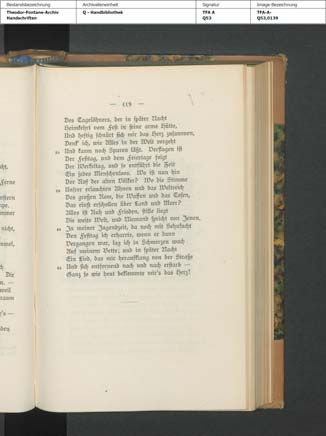 Bestandsbezeichnung
Theodor-Fontane-Archiv
Handschriften
Archivalieneinheit
Q - Handbibliothek
Signatur
TFA A
Q53
Image-Bezeichnung
TFA-A-
Q53,0139
— 419 —
Des Tagelöhners, der in später Nacht
Heimkehrt vom Fest in seine arme Hütte,
Und heftig schnürt sich mir das Herz zusammen,
Denk' ich, wie Alles in der Welt vergeht
Und kaum noch Spuren läßt. Verflogen ist
Der Festtag, und dem Feiertage folgt
Der Werkeltag, und so entführt die Zeit
Ein jedes Menschenloos. Wo ist nun hin
Der Ruf der alten Völker? Wo die Stimme
Unsrer erlauchten Ahnen und das Weltreich
Des großen Rom, die Waffen und das Tosen,
Das einst erschollen über Land und Meer?
Alles ist Ruh und Frieden, stille liegt
Die weite Welt, und Niemand spricht von Jenen.
In meiner Jugendzeit, da noch mit Sehnsucht
Den Festtag ich erharrte, wenn er dann
Vergangen war, lag ich in Schmerzen wach
Auf meinem Bette; und in später Nacht
Ein Lied, das mir heraufklang von der Straße
Und sich entfernend nach und nach erstarb —
Ganz so wie heut beklemmte mir's das Herz!